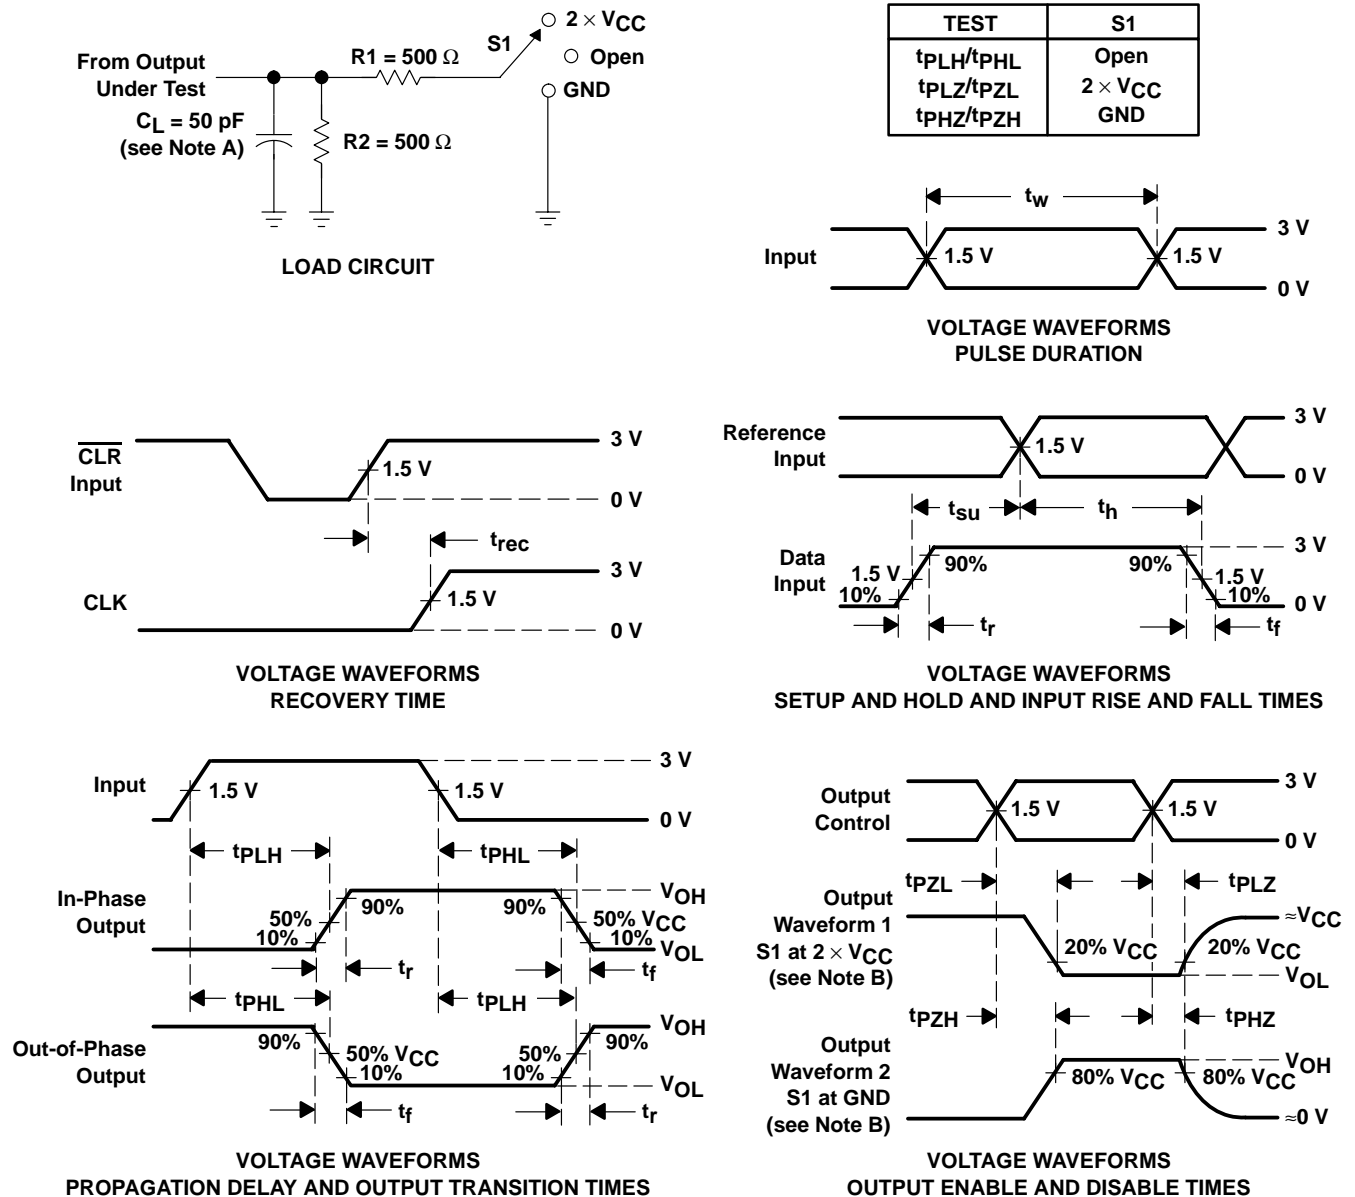 2 × VCC
S1
Open
From Output
Under Test
R1 = 500 Ω
GND
CL = 50 pF
(see Note A)
R2 = 500 Ω
LOAD CIRCUIT
TEST S1
tPLH/tPHL Open
tPLZ/tPZL 2 × VCC
tPHZ/tPZH GND
tw
3 V
Input
1.5 V 1.5 V
0 V
VOLTAGE WAVEFORMS
PULSE DURATION
CLR
Input
3 V
1.5 V
0 V
trec
3 V
CLK
1.5 V
0 V
VOLTAGE WAVEFORMS
RECOVERY TIME
Reference
Input
3 V
1.5 V
0 V
tsu th
Data
Input
3 V
90% 90%
1.5 V 1.5 V
10% 10%
0 V
tr tf
VOLTAGE WAVEFORMS
SETUP AND HOLD AND INPUT RISE AND FALL TIMES
3 V
Input
1.5 V 1.5 V
0 V
tPLH tPHL
In-Phase
Output
VOH
90% 90%
50% 50% VCC
10% 10%
VOL
tr tf
tPHL tPLH
VOH
Out-of-Phase
Output
90% 90%
50% VCC 50%
10% 10%
VOL
tf tr
VOLTAGE WAVEFORMS
PROPAGATION DELAY AND OUTPUT TRANSITION TIMES
Output
Control
3 V
1.5 V 1.5 V
0 V
tPZL tPLZ
Output
Waveform 1
S1 at 2 × VCC
(see Note B)
≈VCC
20% VCC 20% VCC
VOL
tPZH tPHZ
Output
Waveform 2
S1 at GND
(see Note B)
VOH
80% VCC 80% VCC
≈0 V
VOLTAGE WAVEFORMS
OUTPUT ENABLE AND DISABLE TIMES